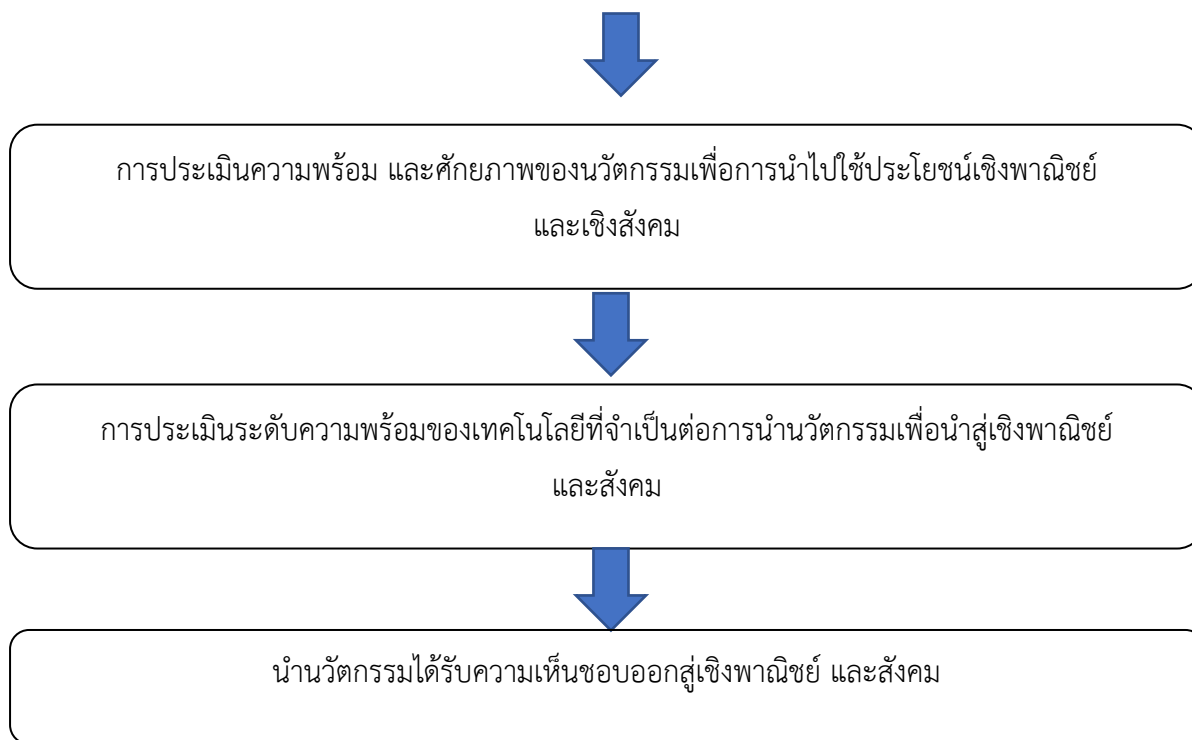 การประเมินความพร้อม และศักยภาพของนวัตกรรมเพื่อการนำไปใช้ประโยชน์เชิงพาณิชย์
และเชิงสังคม
การประเมินระดับความพร้อมของเทคโนโลยีที่จำเป็นต่อการนำนวัตกรรมเพื่อนำสู่เชิงพาณิชย์
และสังคม
นำนวัตกรรมได้รับความเห็นชอบออกสู่เชิงพาณิชย์ และสังคม